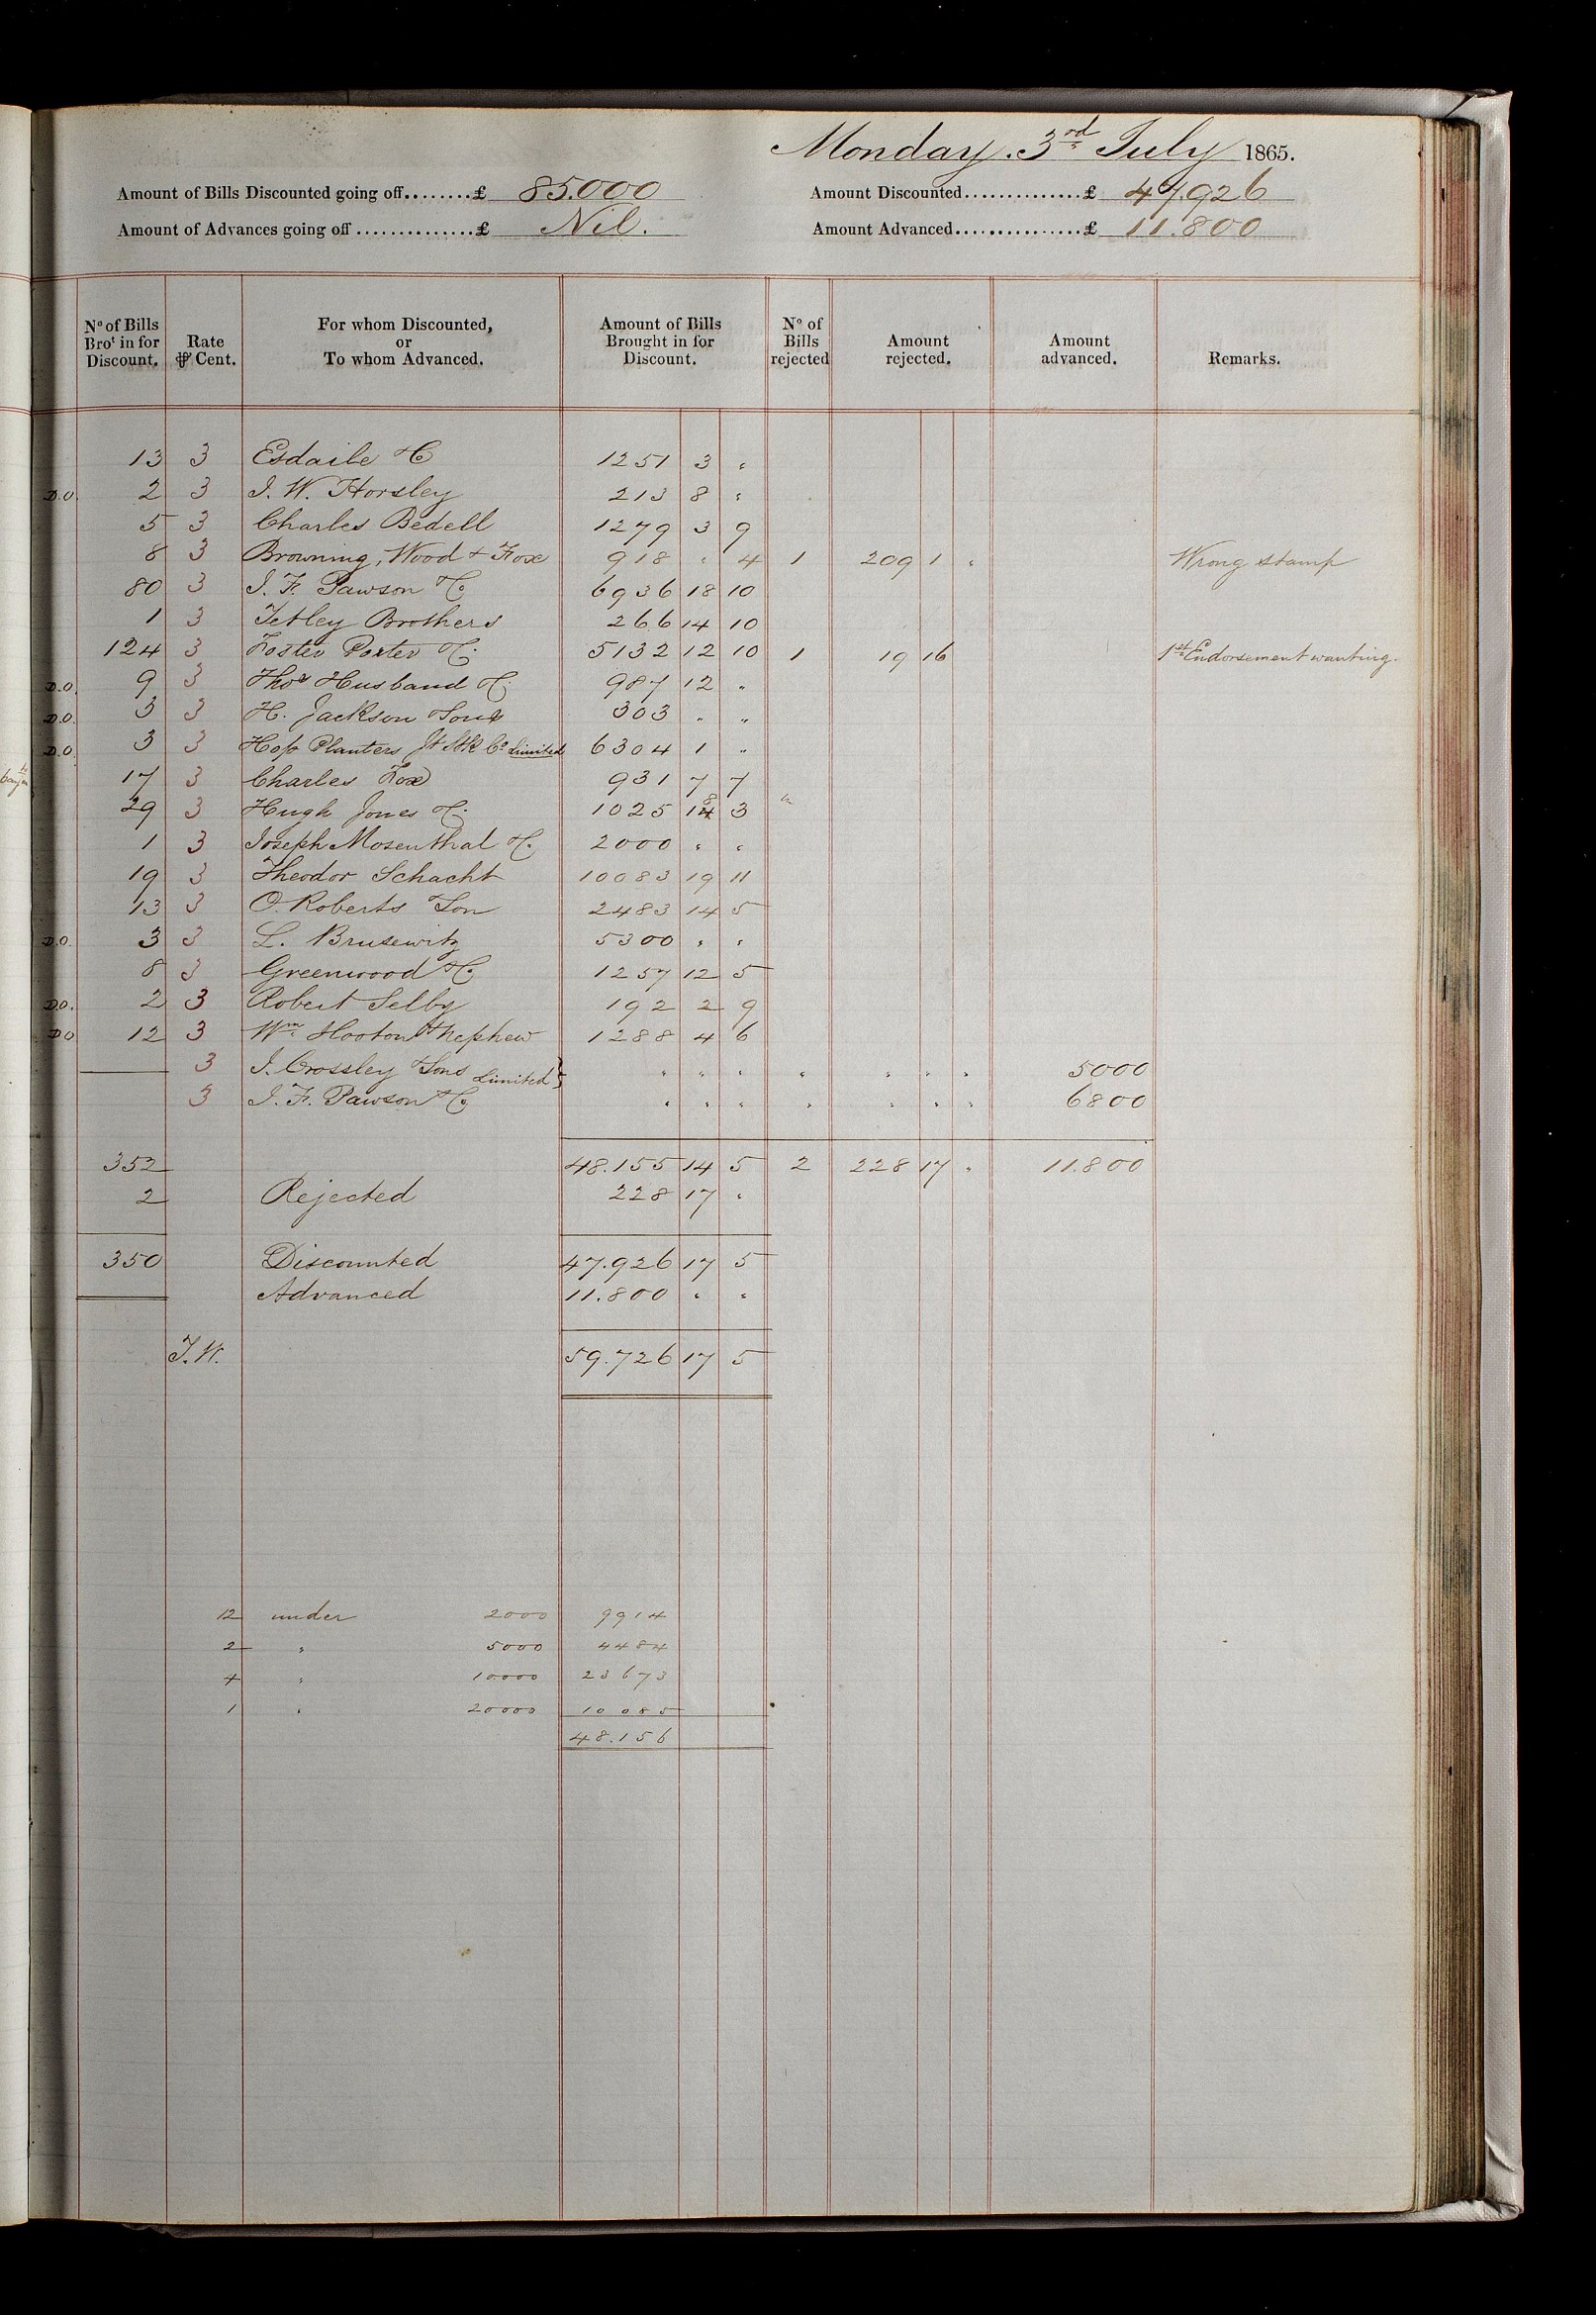 Monday. 3rd July 1865.
Amount of Bills Discounted going off........£ 85.000 Amount Discounted..............£ 47.926
Amount of Advances going off..............£ Nil. Amount Advanced................£ 11.800
No of Bills Brot in for Discount. Rate ⅌ Cent. For whom Discounted, or To whom Advanced. Amount of Bills Brought in for Discount. No of Bills rejected Amount rejected. Amount advanced. Remarks.
13 3 Esdaile & C 1251 3 "
D.O. 2 3 J. W. Horsley 213 8 "
5 3 Charles Bedell 1279 3 9
8 3 Browning, Wood & Fox 918 " 4 1 209 1 " Wrong stamp
80 3 J. F. Pawson & Co 6936 18 10
1 3 Tetley Brothers 266 14 10
124 3 Foster Porter & Co 5132 12 10 1 19 16 1st Endorsement wanting.
D.O. 9 3 Thos Husband & Co 987 12 "
D.O. 3 3 H. Jackson & Sons 303 " "
D.O. 3 3 Hop Planters Jt Stk Co Limited 6304 1 "
17 3 Charles Fox 931 7 7
29 3 Hugh Jones & Co 1025 18 3
1 3 Joseph Mosenthal & Co 2000 " "
19 3 Theodor Schacht 10083 19 11
13 3 O. Roberts & Son 2483 14 5
D.O. 3 3 L. Brusewitz 5300 " "
8 3 Greenwood & Co 1257 12 5
D.O. 2 3 Robert Selby 192 2 9
D.O 12 3 Wm Hooton & Nephew 1288 4 6
3 J. Crossley & Sons Limited } " " " " " " " 5000
3 J. F. Pawson & Co " " " " " " " 6800
352 48.155 14 5 2 228 17 " 11.800
2 Rejected 228 17 "
350 Discounted 47.926 17 5
Advanced 11.800 " "
J.W. 59.726 17 5
12 under 2000 9914
2 " 5000 4484
4 " 10.000 23673
1 " 20000 10085
48.156